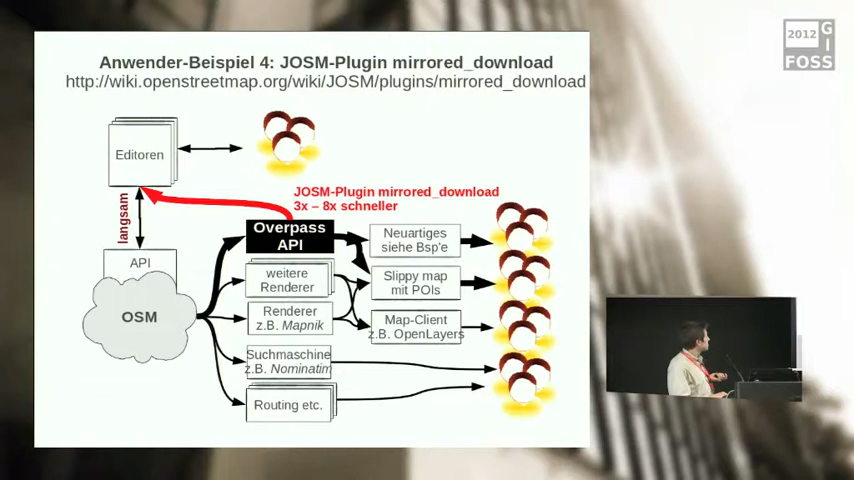 Anwender-Beispiel 4: JOSM-Plugin mirrored_download
http://wiki.openstreetmap.org/wiki/JOSM/plugins/mirrored_download
2012
GI
FOSS
Editoren
langsam
JOSM-Plugin mirrored_download
3x – 8x schneller
Overpass
API
Neuartiges
siehe Bsp'e
API
weitere
Renderer
Slippy map
mit POIs
OSM
Renderer
z.B. Mapnik
Map-Client
z.B. OpenLayers
Suchmaschine
z.B. Nominatim
Routing etc.